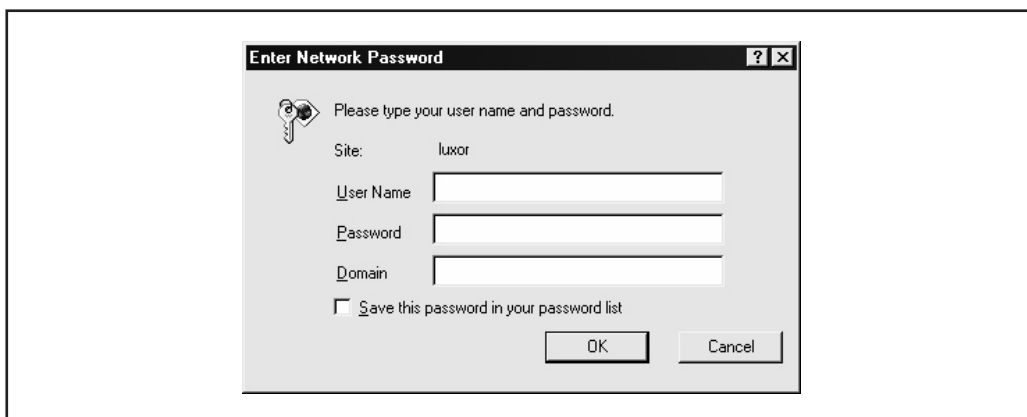 Enter Network Password
Please type your user name and password.
Site: luxor
User Name
Password
Domain
Save this password in your password list
OK Cancel